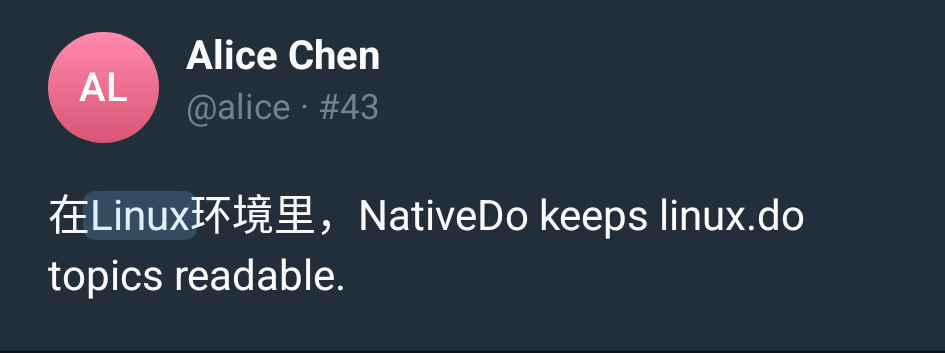 AL
Alice Chen
@alice · #43
在Linux环境里，NativeDo keeps linux.do
topics readable.